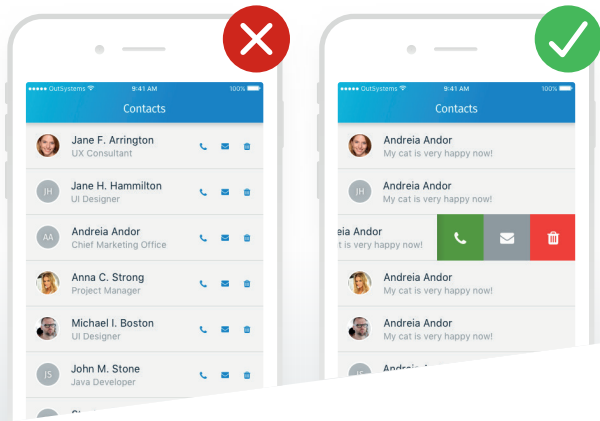 OutSystems 9:41 AM 100%
Contacts
Jane F. Arrington
UX Consultant
JH
Jane H. Hammilton
UI Designer
AA
Andreia Andor
Chief Marketing Office
Anna C. Strong
Project Manager
Michael I. Boston
UI Designer
JS
John M. Stone
Java Developer
OutSystems 9:41 AM 100%
Contacts
Andreia Andor
My cat is very happy now!
JH
Andreia Andor
My cat is very happy now!
eia Andor
t is very happy now!
Andreia Andor
My cat is very happy now!
Andreia Andor
My cat is very happy now!